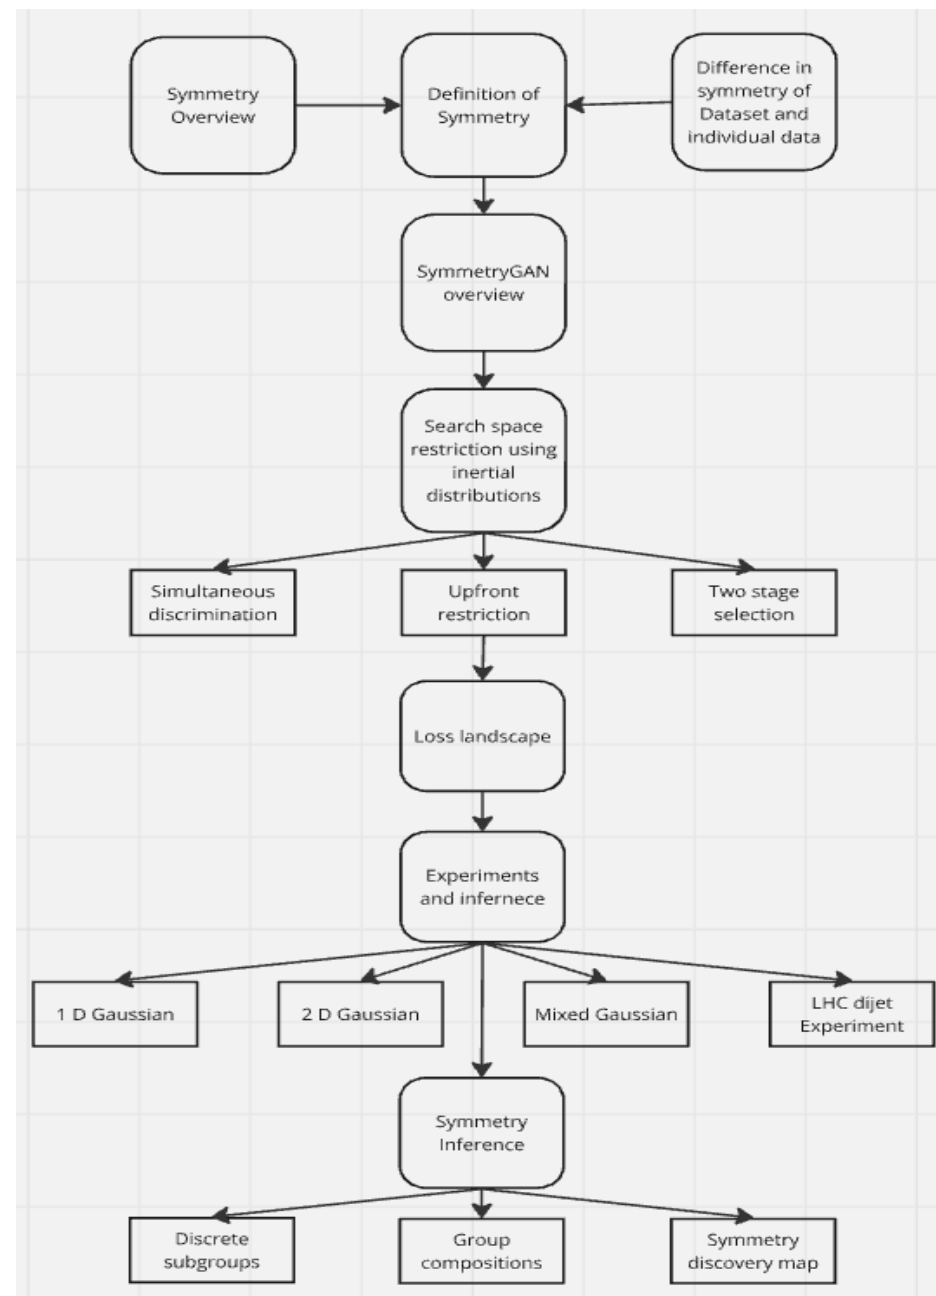 Symmetry
Overview
Definition of
Symmetry
Difference in
symmetry of
Dataset and
individual data
SymmetryGAN
overview
Search space
restriction using
inertial
distributions
Simultaneous
discrimination
Upfront
restriction
Two stage
selection
Loss landscape
Experiments
and infernece
1 D Gaussian
2 D Gaussian
Mixed Gaussian
LHC dijet
Experiment
Symmetry
Inference
Discrete
subgroups
Group
compositions
Symmetry
discovery map